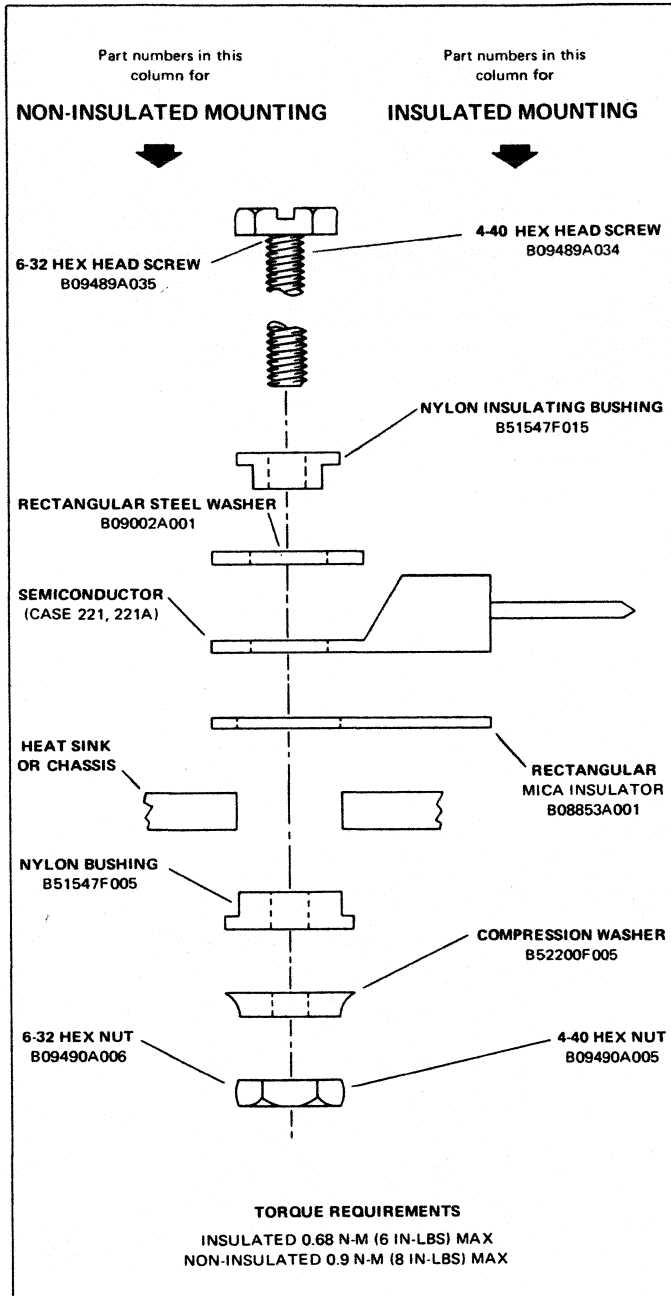 Part numbers in this
column for
NON-INSULATED MOUNTING
Part numbers in this
column for
INSULATED MOUNTING
6-32 HEX HEAD SCREW
B09489A035
4-40 HEX HEAD SCREW
B09489A034
NYLON INSULATING BUSHING
B51547F015
RECTANGULAR STEEL WASHER
B09002A001
SEMICONDUCTOR
(CASE 221, 221A)
HEAT SINK
OR CHASSIS
RECTANGULAR
MICA INSULATOR
B08853A001
NYLON BUSHING
B51547F005
COMPRESSION WASHER
B52200F005
6-32 HEX NUT
B09490A006
4-40 HEX NUT
B09490A005
TORQUE REQUIREMENTS
INSULATED 0.68 N-M (6 IN-LBS) MAX
NON-INSULATED 0.9 N-M (8 IN-LBS) MAX